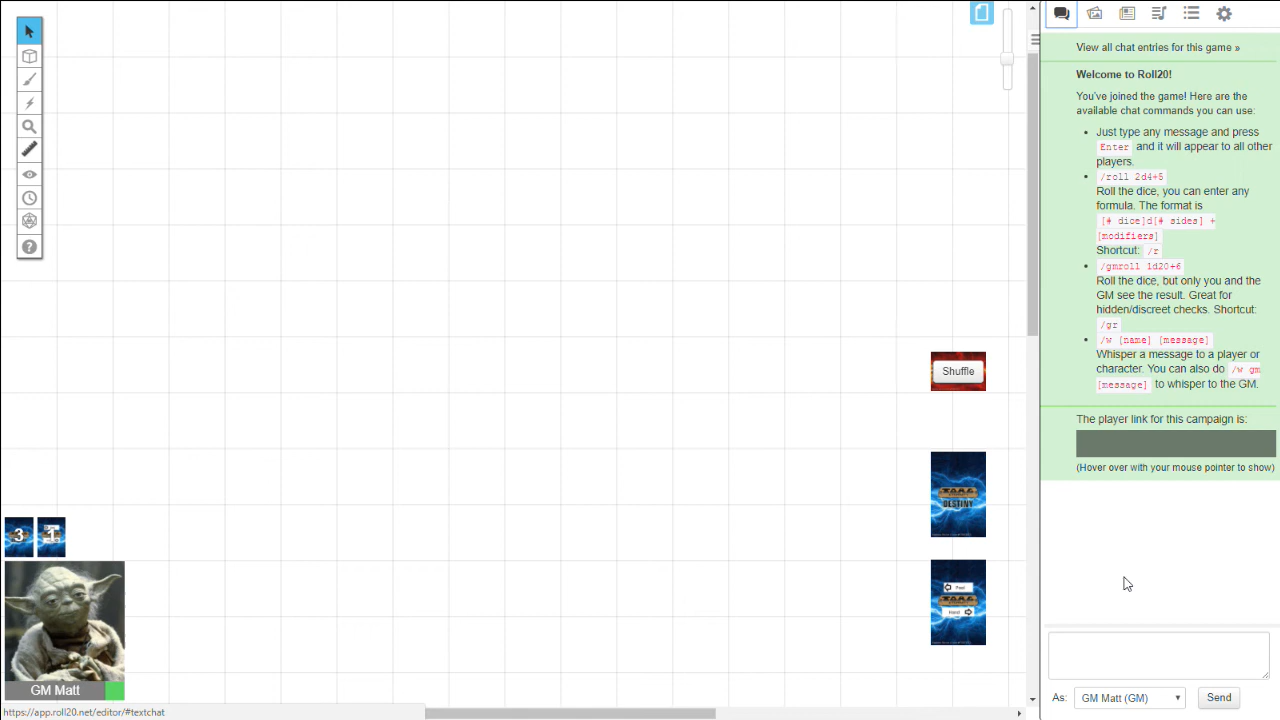 View all chat entries for this game »
Welcome to Roll20!
You've joined the game! Here are the
available chat commands you can use:
Just type any message and press
Enter and it will appear to all other
players.
/roll 2d4+5
Roll the dice, you can enter any
formula. The format is
[# dice]d[# sides] +
[modifiers]
Shortcut: /r
/gmroll 1d20+6
Roll the dice, but only you and the
GM see the result. Great for
hidden/discreet checks. Shortcut:
/gr
/w [name] [message]
Whisper a message to a player or
character. You can also do /w gm
[message] to whisper to the GM.
The player link for this campaign is:
(Hover over with your mouse pointer to show)
Shuffle
DESTINY
Pool
Hand
3 1
GM Matt
As: GM Matt (GM) Send
https://app.roll20.net/editor/#textchat